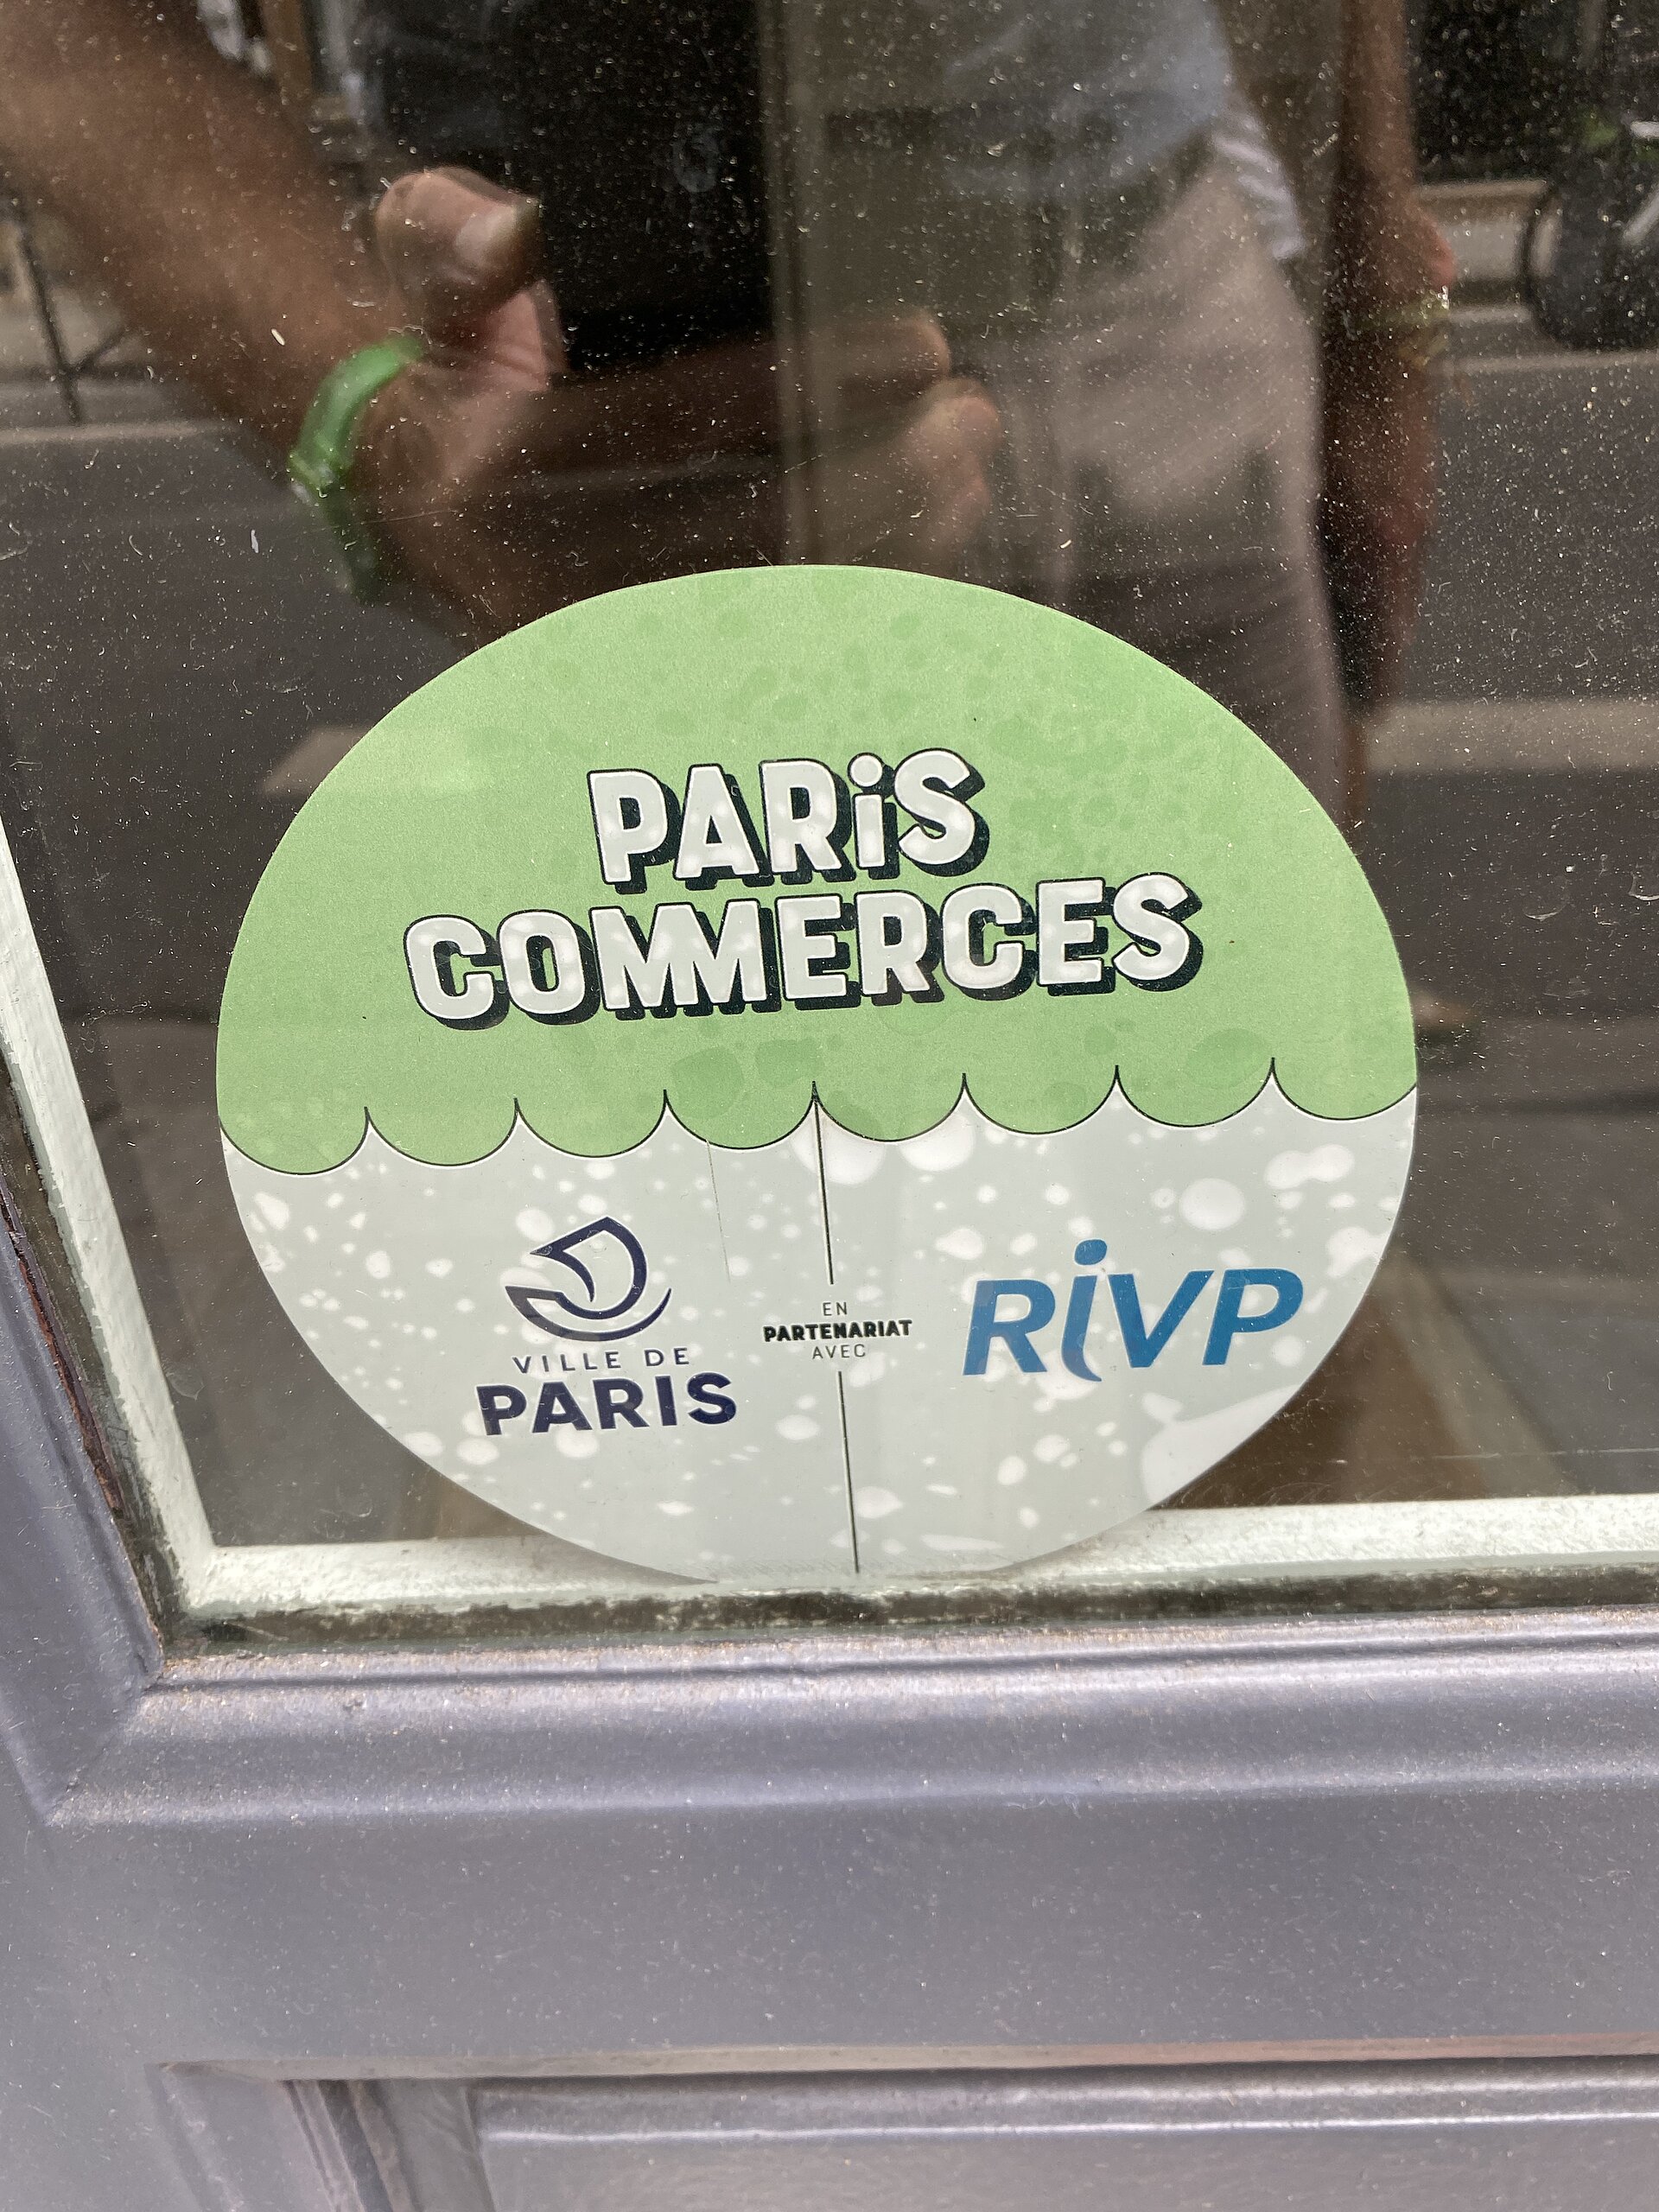 PARiS
COMMERCES
VILLE DE
PARIS
EN
PARTENARIAT
AVEC
RiVP